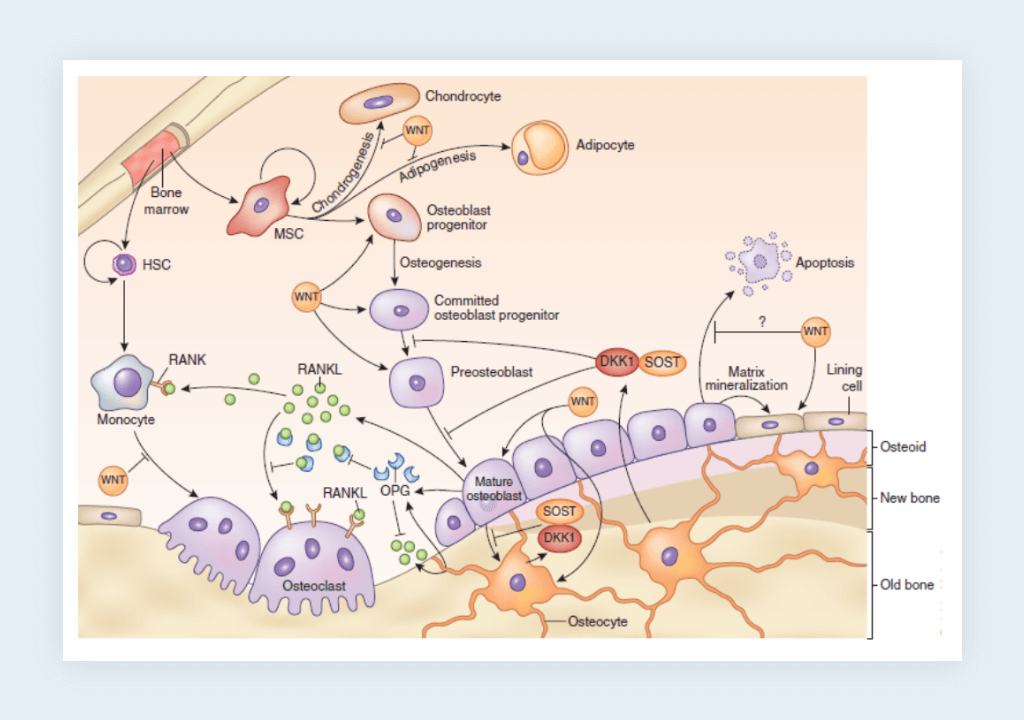 Chondrocyte
WNT
Chondrogenesis
Adipogenesis
Adipocyte
Bone
marrow
MSC
Osteoblast
progenitor
HSC
Osteogenesis
Apoptosis
WNT
Committed
osteoblast progenitor
?
WNT
RANK
RANKL
Preosteoblast
DKK1
SOST
Matrix
mineralization
Lining
cell
Monocyte
WNT
Osteoid
WNT
RANKL
OPG
Mature
osteoblast
New bone
SOST
DKK1
Osteoclast
Old bone
Osteocyte